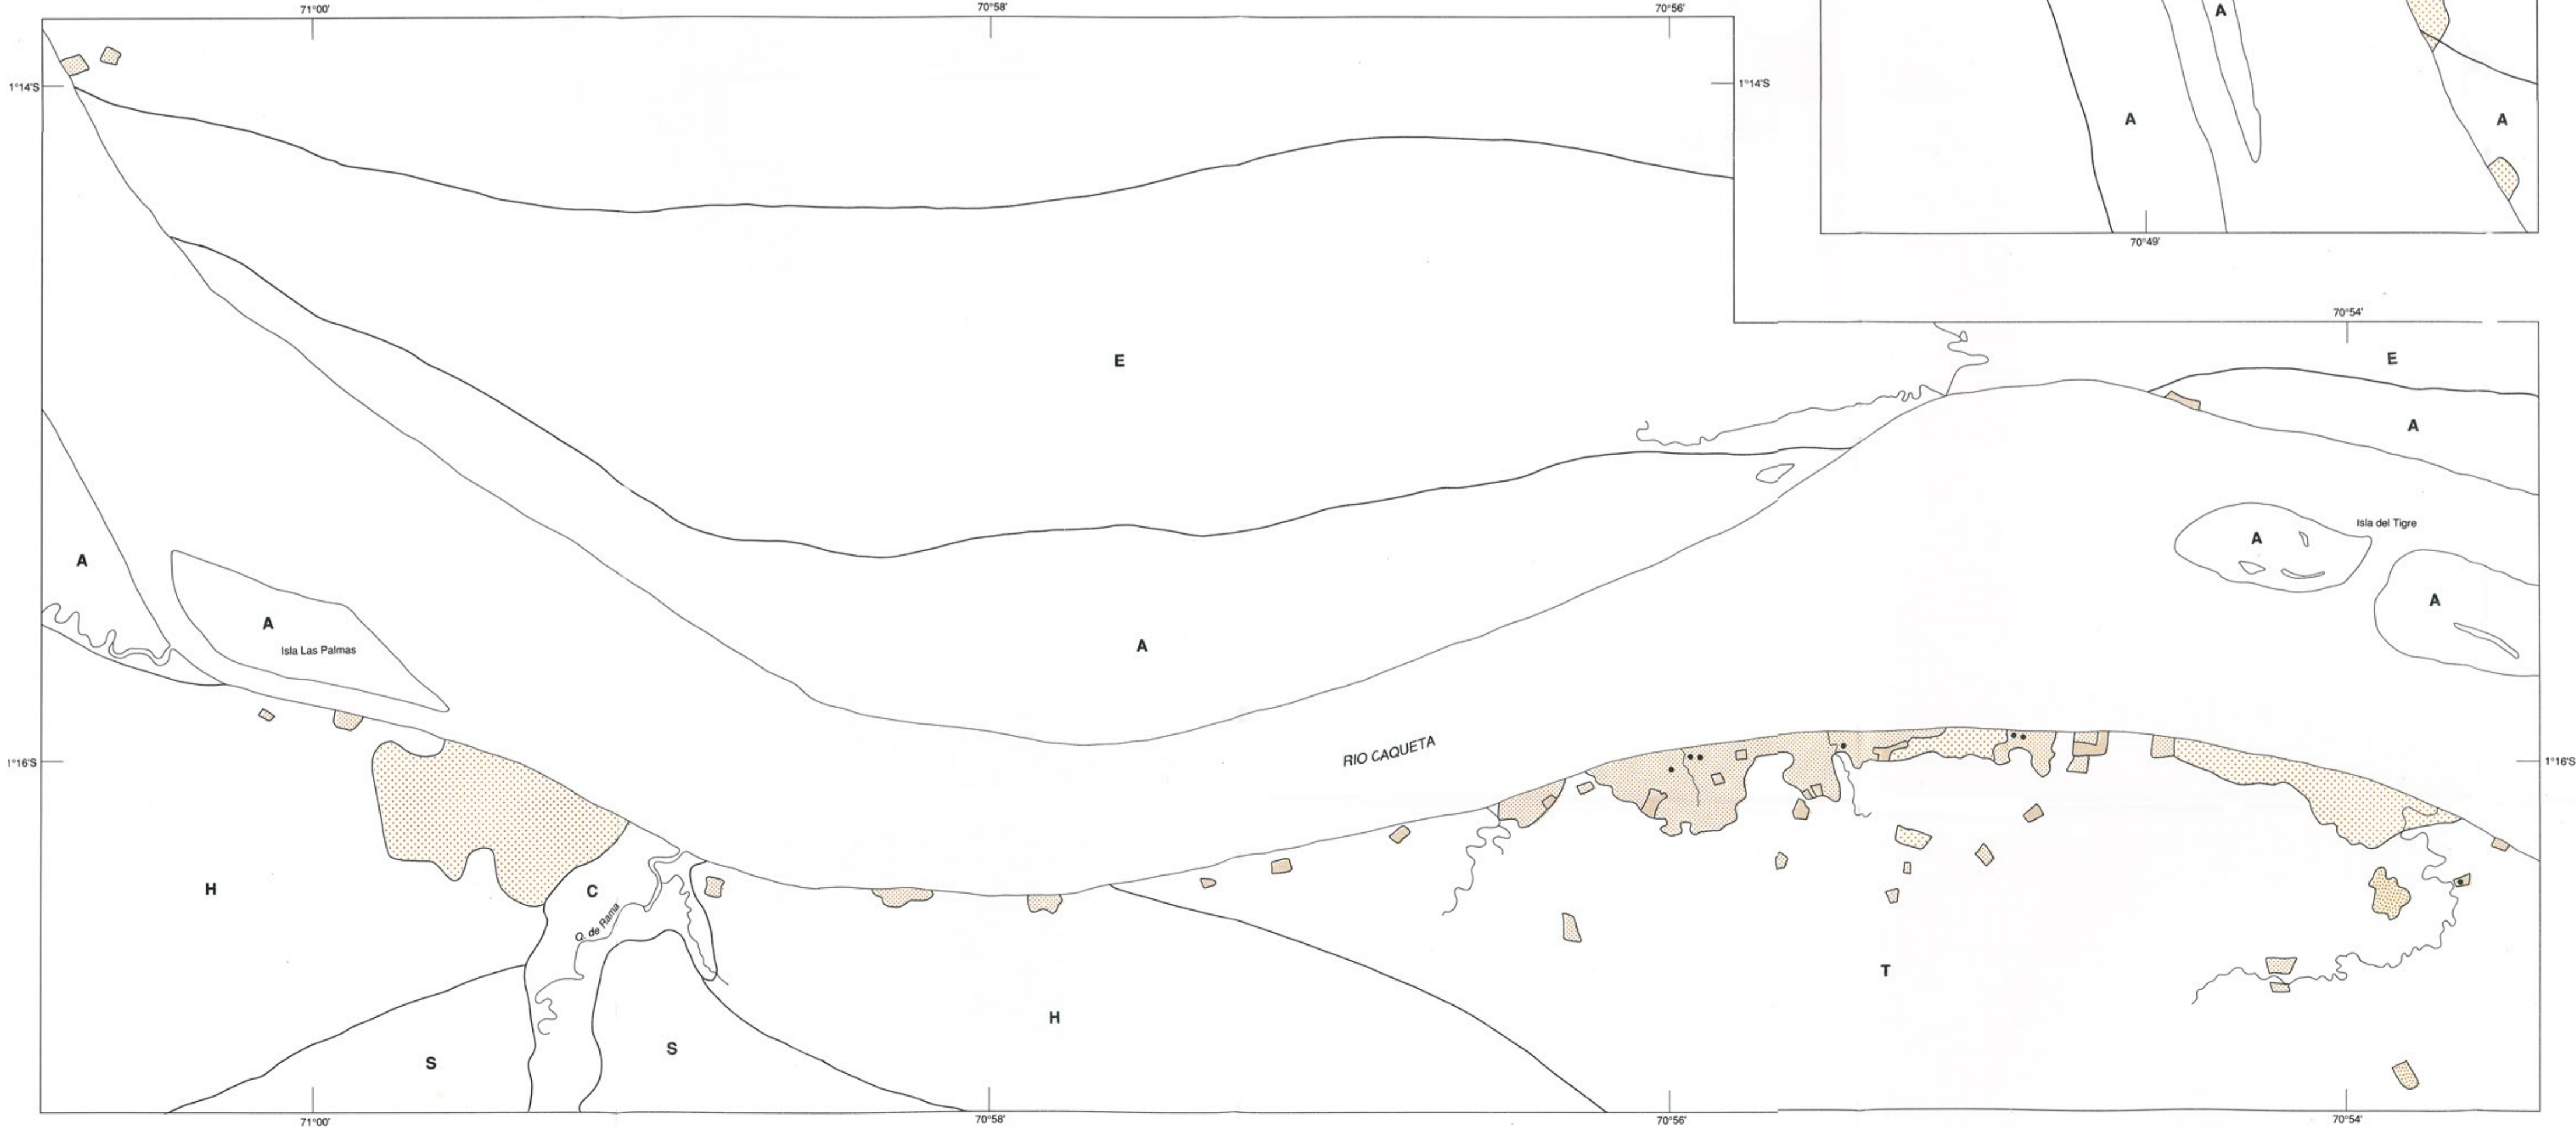 71°00'
70°58'
70°56'
A
1°14'S
1°14'S
A
A
70°49'
70°54'
E
E
A
Isla del Tigre
A
A
A
A
Isla Las Palmas
A
RIO CAQUETA
1°16'S
1°16'S
H
C
Q. de Rama
T
H
S
S
71°00'
70°58'
70°56'
70°54'